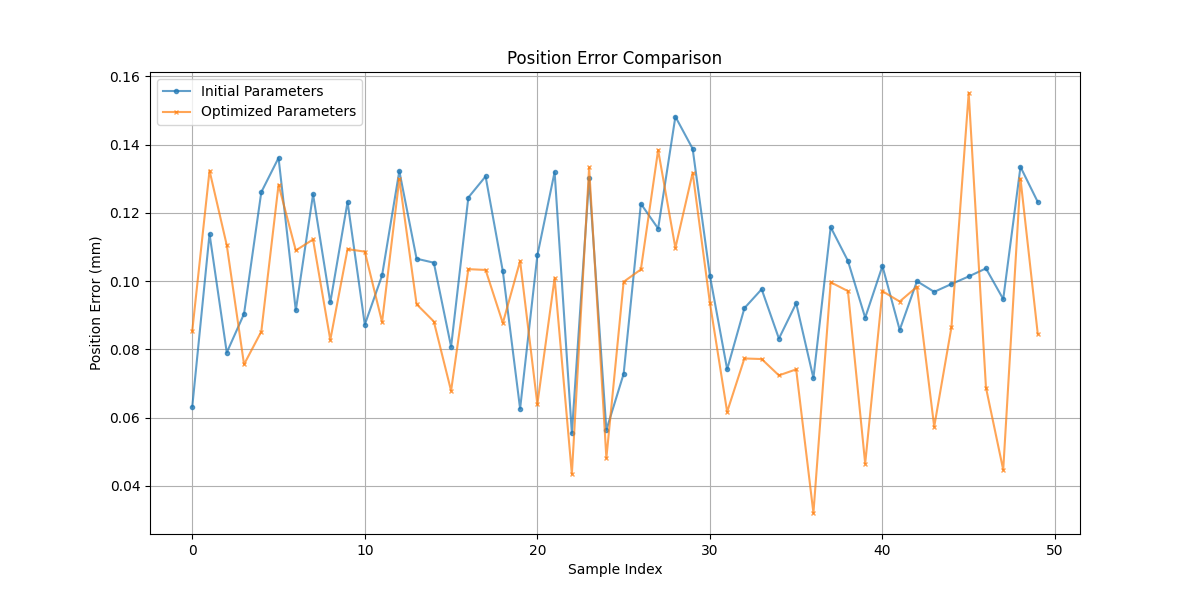 Position Error Comparison
Initial Parameters
Optimized Parameters
Position Error (mm)
0.16
0.14
0.12
0.10
0.08
0.06
0.04
0 10 20 30 40 50
Sample Index